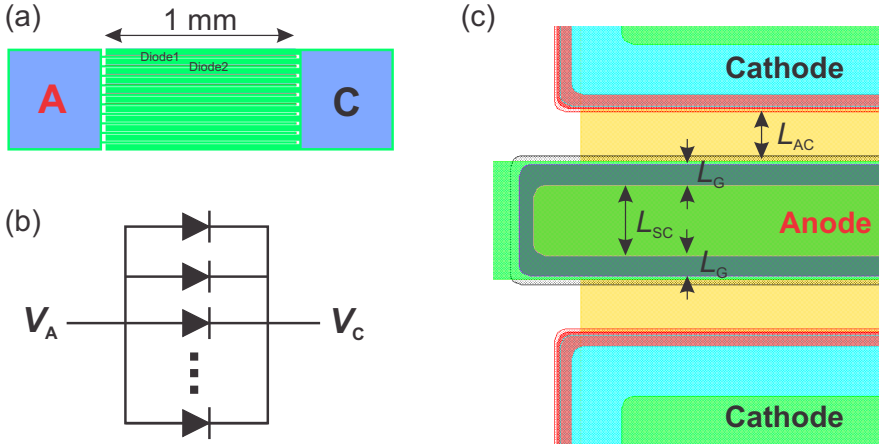 (a)
1 mm
Diode1
Diode2
A
C
(b)
V_A
V_C
(c)
Cathode
L_AC
L_G
L_SC
Anode
L_G
Cathode